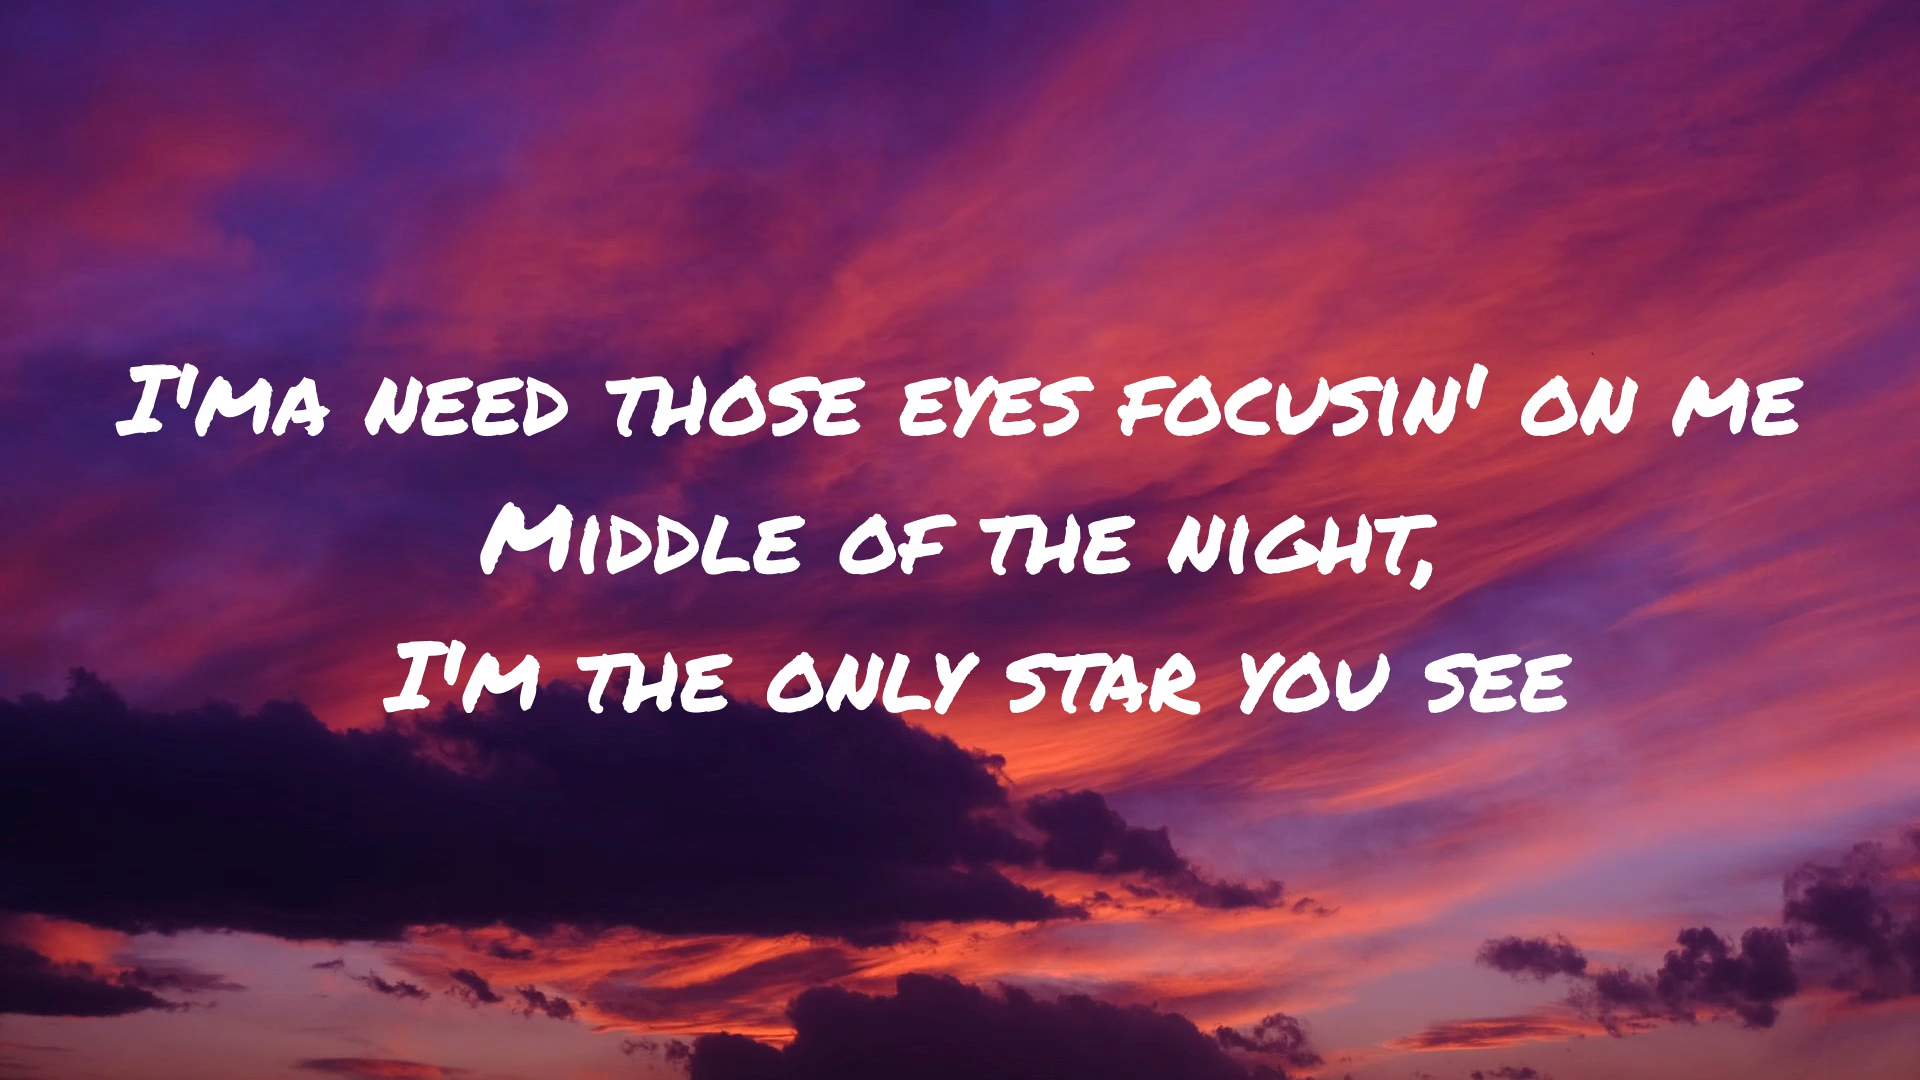 I'ma need those eyes focusin' on me
Middle of the night,
I'm the only star you see